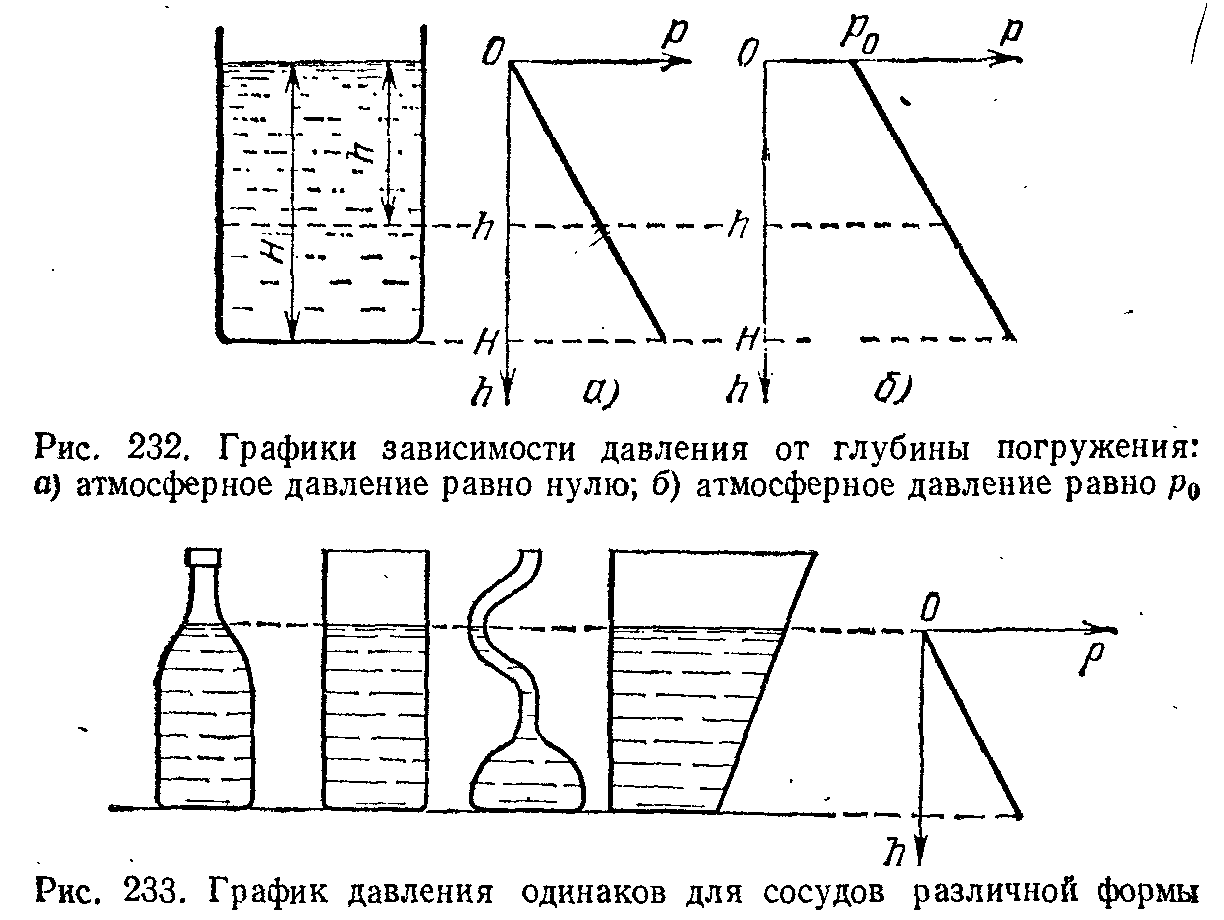 O p O p₀ p
h H h h
H H
h а) h б)
Рис. 232. Графики зависимости давления от глубины погружения:
а) атмосферное давление равно нулю; б) атмосферное давление равно p₀
O
p
h
Рис. 233. График давления одинаков для сосудов различной формы